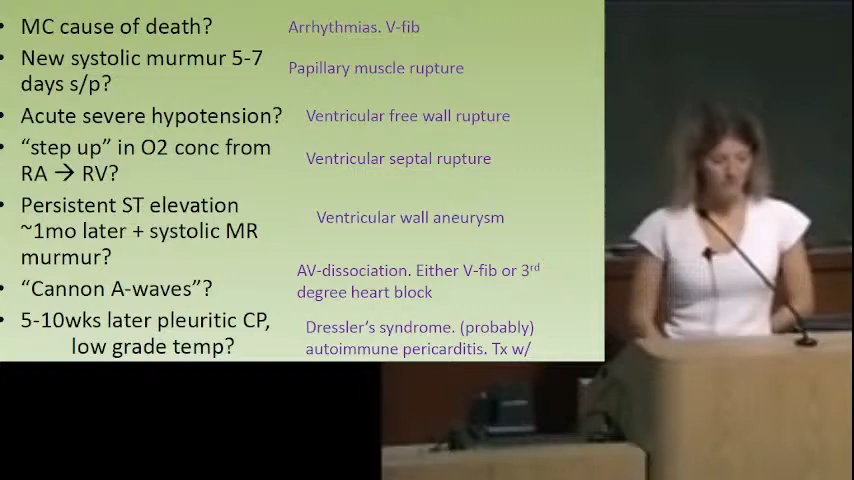 • MC cause of death? Arrhythmias. V-fib
• New systolic murmur 5-7
days s/p? Papillary muscle rupture
• Acute severe hypotension? Ventricular free wall rupture
• “step up” in O2 conc from
RA → RV? Ventricular septal rupture
• Persistent ST elevation
~1mo later + systolic MR
murmur? Ventricular wall aneurysm
• “Cannon A-waves”? AV-dissociation. Either V-fib or 3rd
degree heart block
• 5-10wks later pleuritic CP,
low grade temp? Dressler’s syndrome. (probably)
autoimmune pericarditis. Tx w/